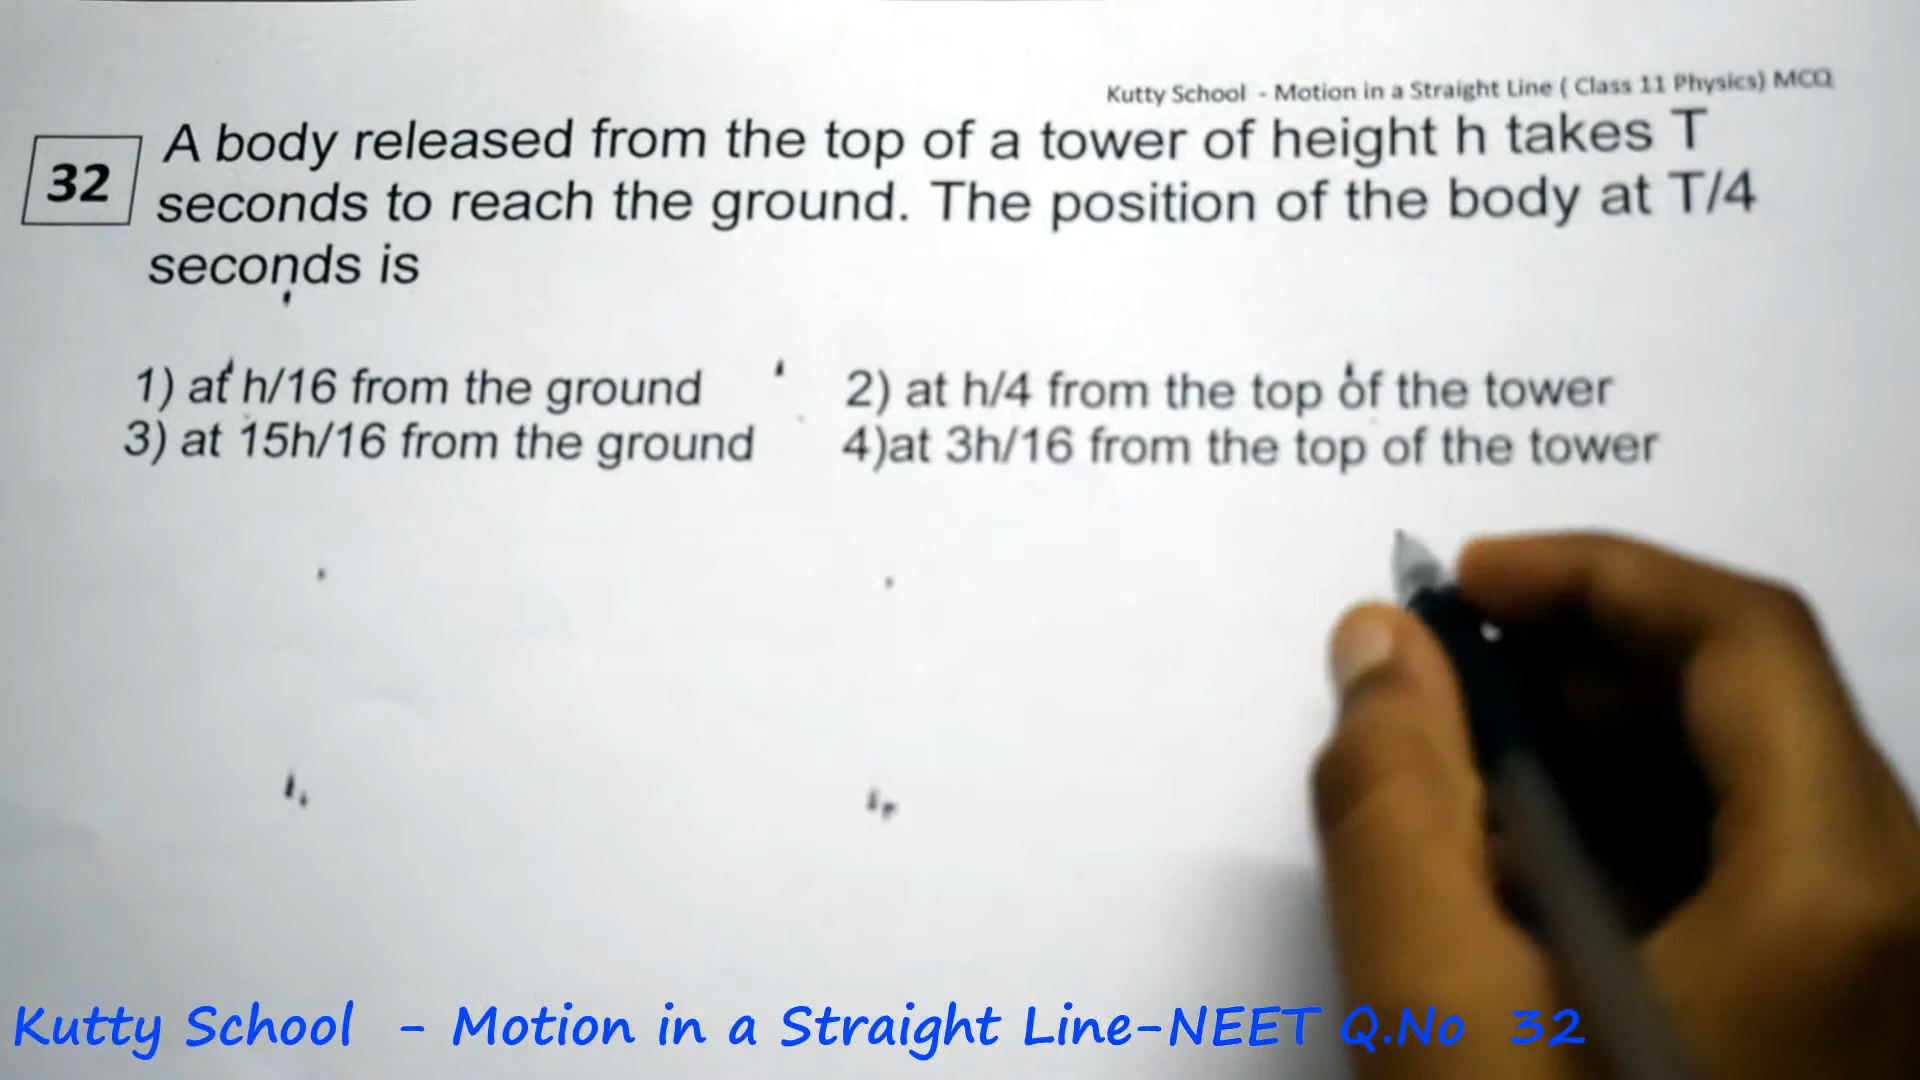 Kutty School - Motion in a Straight Line ( Class 11 Physics) MCQ
32
A body released from the top of a tower of height h takes T
seconds to reach the ground. The position of the body at T/4
seconds is
1) at h/16 from the ground
2) at h/4 from the top of the tower
3) at 15h/16 from the ground
4)at 3h/16 from the top of the tower
Kutty School - Motion in a Straight Line-NEET Q.No 32